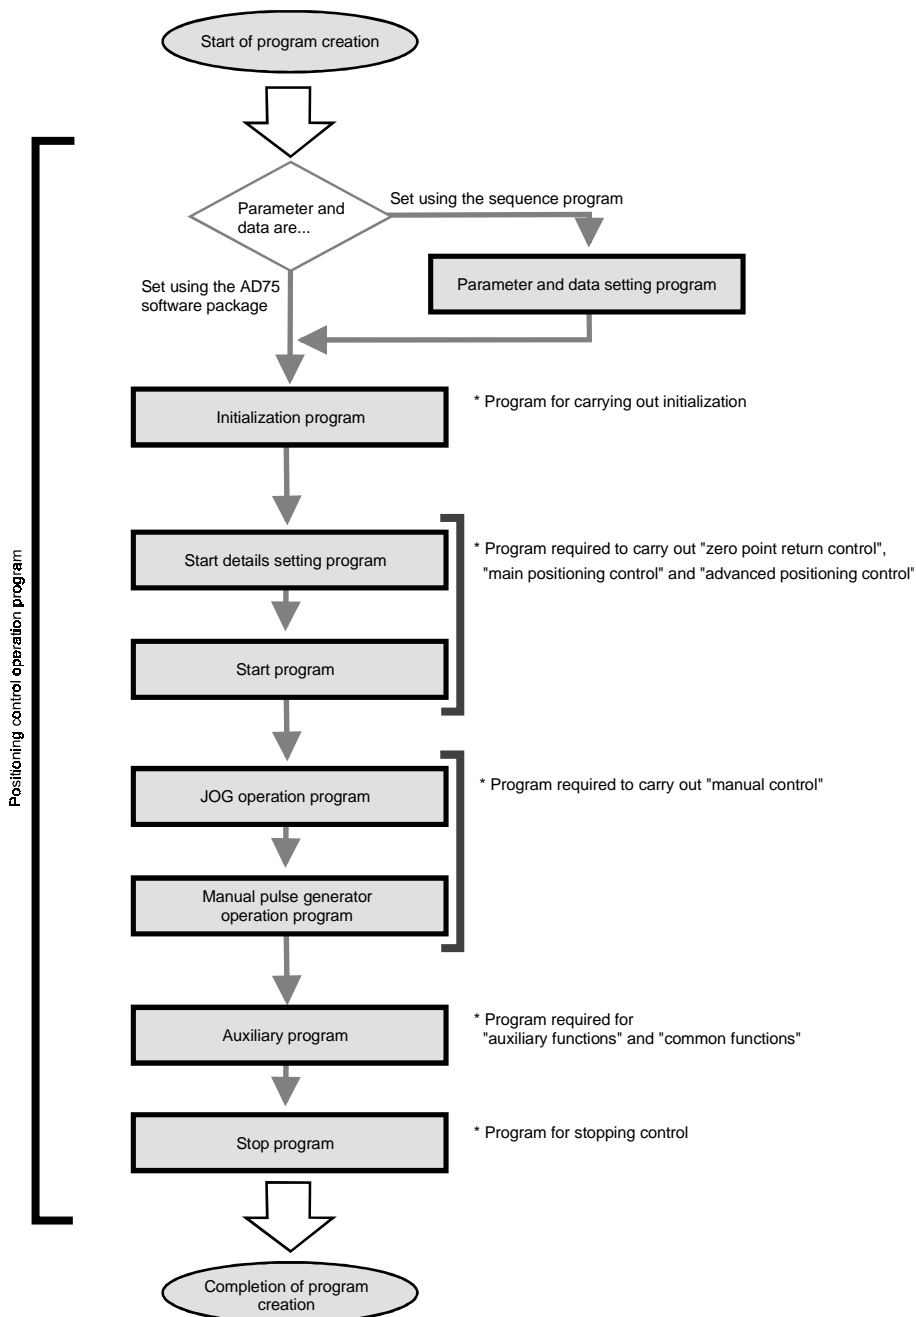 Start of program creation
Parameter and
data are...
Set using the sequence program
Set using the AD75
software package
Parameter and data setting program
Initialization program
* Program for carrying out initialization
Start details setting program
* Program required to carry out "zero point return control",
"main positioning control" and "advanced positioning control"
Start program
JOG operation program
* Program required to carry out "manual control"
Manual pulse generator
operation program
Auxiliary program
* Program required for
"auxiliary functions" and "common functions"
Stop program
* Program for stopping control
Completion of program
creation
Positioning control operation program